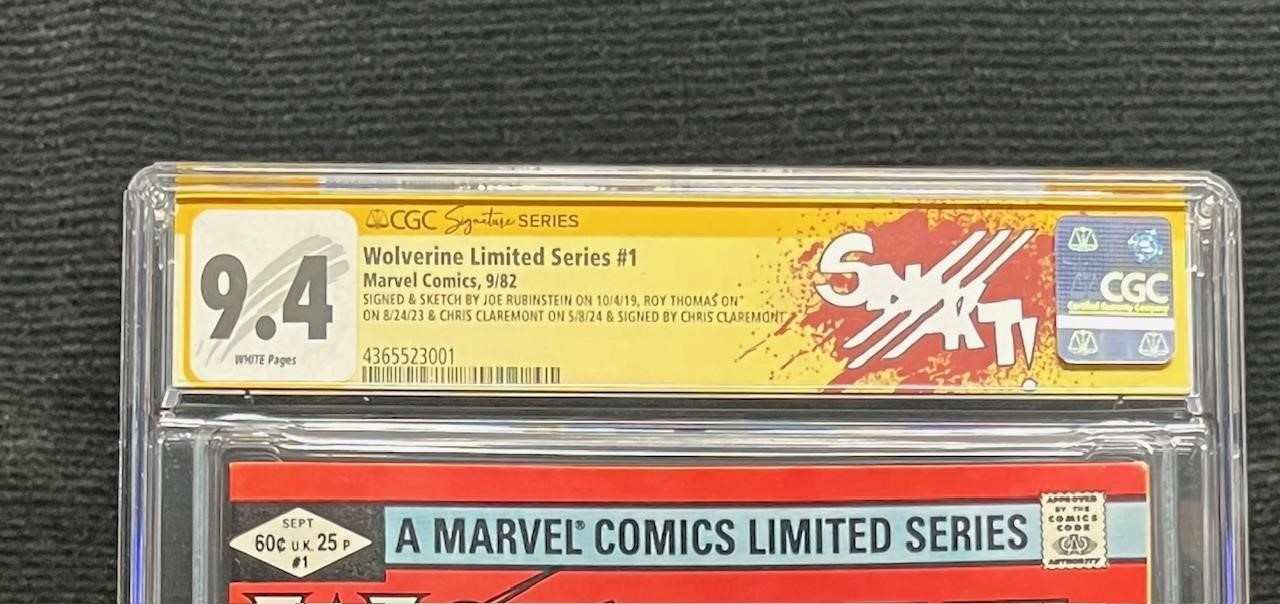 CGC Signature SERIES
9.4
WHITE Pages
Wolverine Limited Series #1
Marvel Comics, 9/82
SIGNED & SKETCH BY JOE RUBINSTEIN ON 10/4/19, ROY THOMAS ON
ON 8/24/23 & CHRIS CLAREMONT ON 5/8/24 & SIGNED BY CHRIS CLAREMONT
4365523001
SNIKT!
CGC
SEPT
60¢ U.K. 25 P
#1
A MARVEL® COMICS LIMITED SERIES
APPROVED
BY THE
COMICS
CODE
AUTHORITY